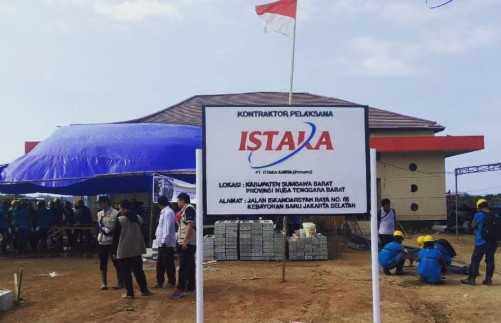 KONTRAKTOR PELAKSANA
ISTAKA
PT. ISTAKA KARYA (Persero)
LOKASI : KABUPATEN SUMBAWA BARAT
PROVINSI NUSA TENGGARA BARAT
ALAMAT : JALAN ISKANDARSYAH RAYA NO. 66
KEBAYORAN BARU JAKARTA SELATAN